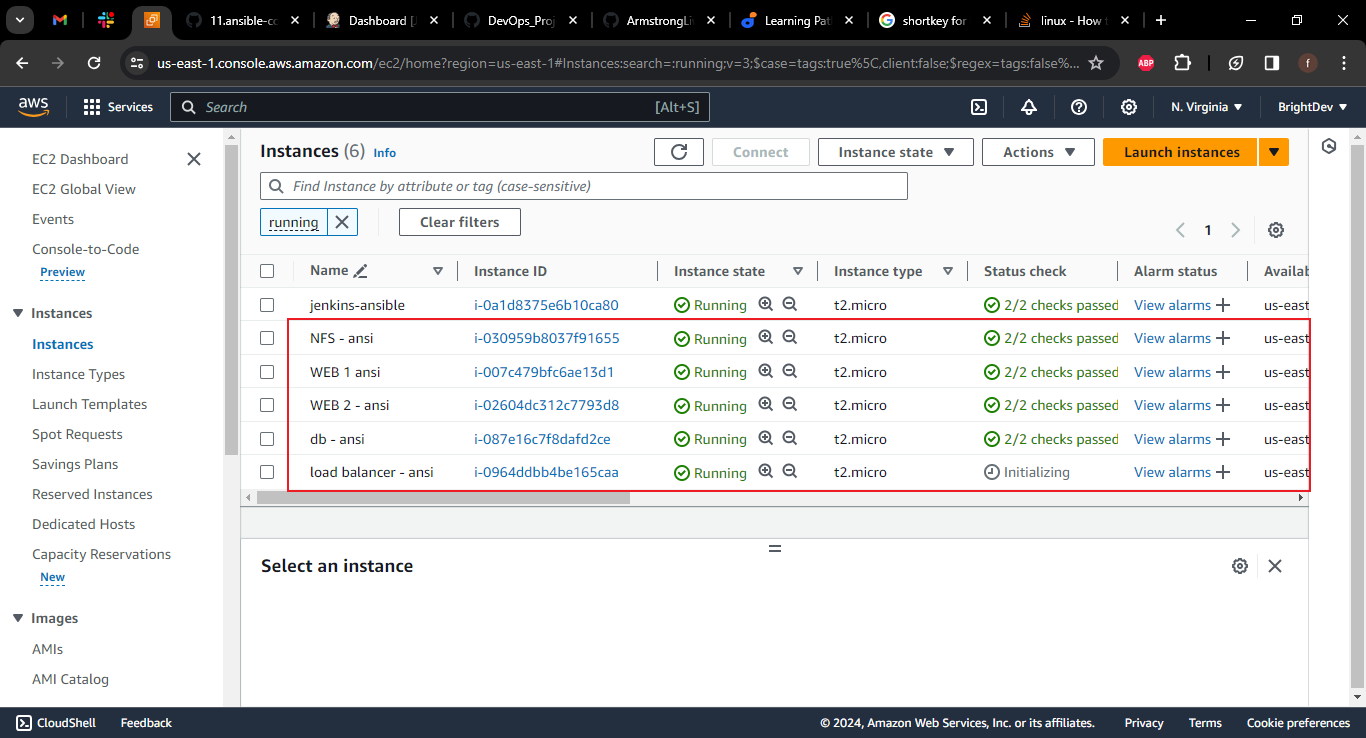 11.ansible-co
Dashboard [
DevOps_Proj
ArmstrongLi
Learning Pat
shortkey for
linux - How t
us-east-1.console.aws.amazon.com/ec2/home?region=us-east-1#Instances:search=:running;v=3;$case=tags:true%5C,client:false;$regex=tags:false%...
ABP
f
aws
Services
Search
[Alt+S]
N. Virginia
BrightDev
EC2 Dashboard
EC2 Global View
Events
Console-to-Code
Preview
Instances
Instances
Instance Types
Launch Templates
Spot Requests
Savings Plans
Reserved Instances
Dedicated Hosts
Capacity Reservations
New
Images
AMIs
AMI Catalog
Instances (6) Info
Connect
Instance state
Actions
Launch instances
Find Instance by attribute or tag (case-sensitive)
running
Clear filters
1
Name Instance ID Instance state Instance type Status check Alarm status Availab
jenkins-ansible i-0a1d8375e6b10ca80 Running t2.micro 2/2 checks passed View alarms us-east
NFS - ansi i-030959b8037f91655 Running t2.micro 2/2 checks passed View alarms us-east
WEB 1 ansi i-007c479bfc6ae13d1 Running t2.micro 2/2 checks passed View alarms us-east
WEB 2 - ansi i-02604dc312c7793d8 Running t2.micro 2/2 checks passed View alarms us-east
db - ansi i-087e16c7f8dafd2ce Running t2.micro 2/2 checks passed View alarms us-east
load balancer - ansi i-0964ddbb4be165caa Running t2.micro Initializing View alarms us-east
Select an instance
CloudShell
Feedback
© 2024, Amazon Web Services, Inc. or its affiliates.
Privacy
Terms
Cookie preferences